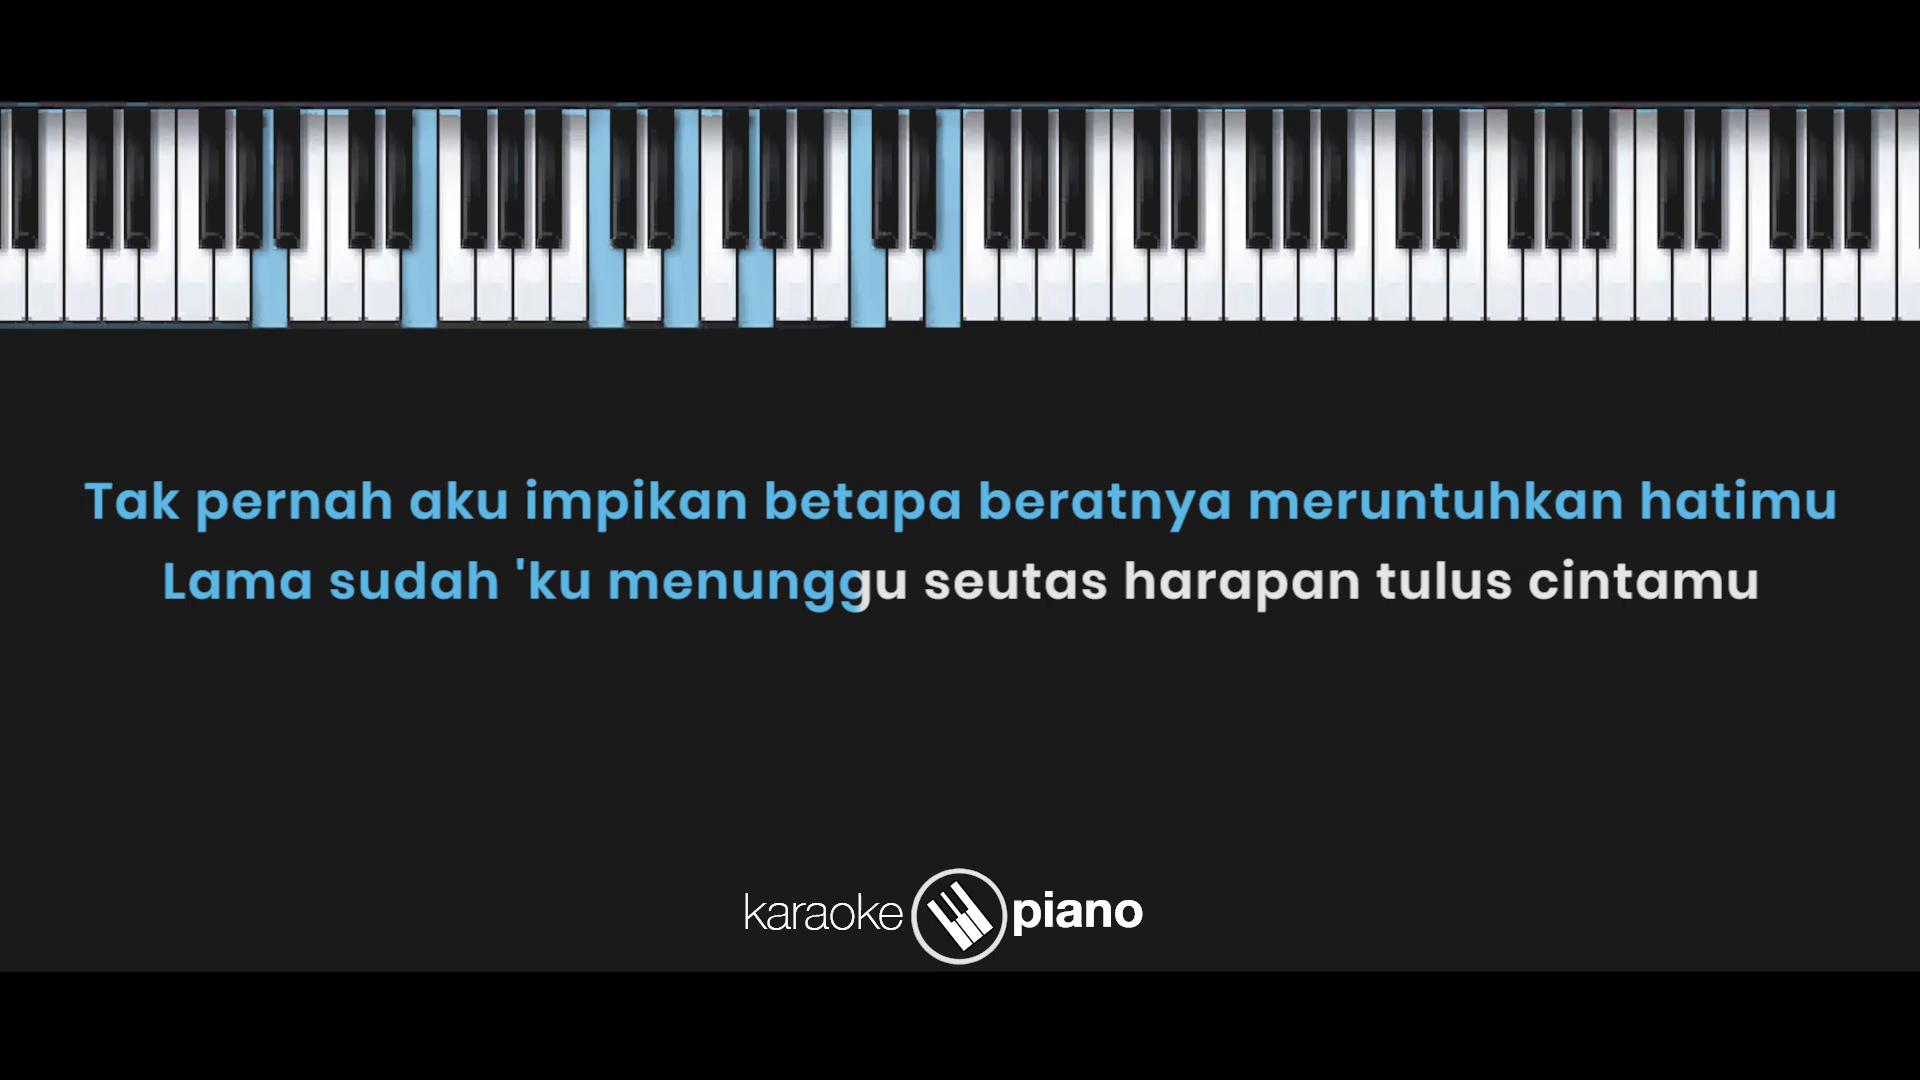 Tak pernah aku impikan betapa beratnya meruntuhkan hatimu
Lama sudah 'ku menunggu seutas harapan tulus cintamu
karaoke piano